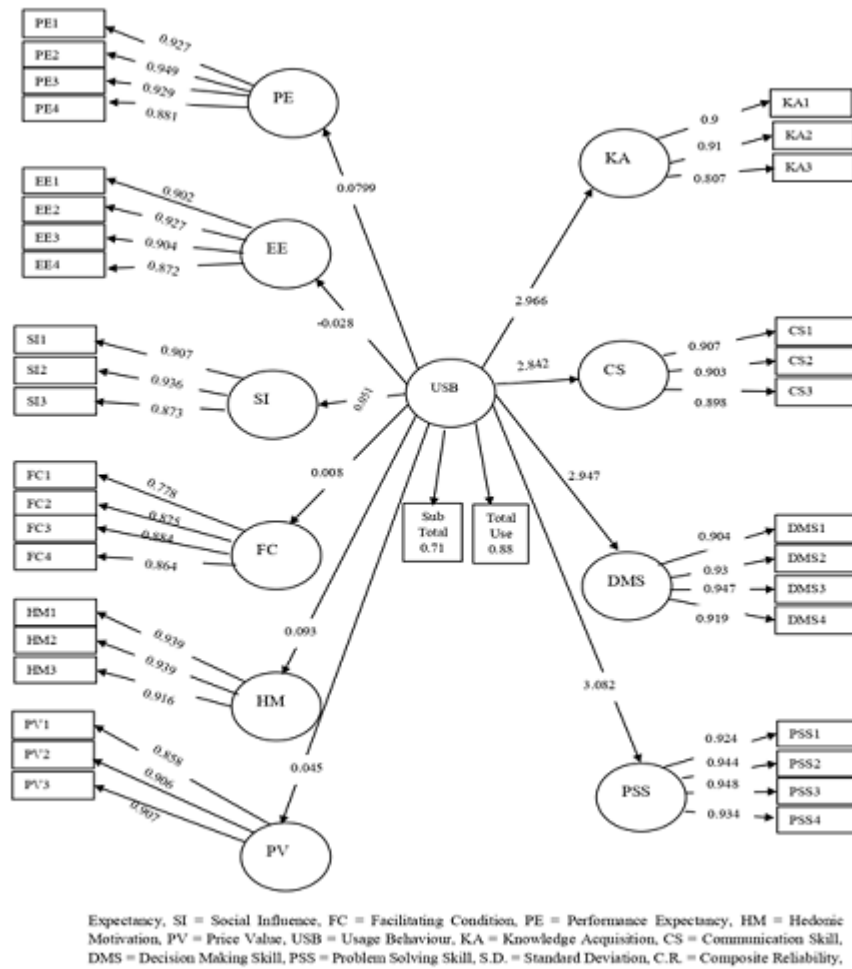 PE1
PE2
PE3
PE4
0.927
0.949
0.929
0.881
PE
EE1
EE2
EE3
EE4
0.902
0.927
0.904
0.872
EE
SI1
SI2
SI3
0.907
0.936
0.873
SI
FC1
FC2
FC3
FC4
0.778
0.825
0.884
0.864
FC
HM1
HM2
HM3
0.939
0.939
0.916
HM
PV1
PV2
PV3
0.858
0.906
0.907
PV
0.0799
-0.028
0.051
0.008
0.093
0.045
USB
Sub
Total
0.71
Total
Use
0.88
2.966
2.842
2.947
3.082
KA
0.9
0.91
0.807
KA1
KA2
KA3
CS
0.907
0.903
0.898
CS1
CS2
CS3
DMS
0.904
0.93
0.947
0.919
DMS1
DMS2
DMS3
DMS4
PSS
0.924
0.944
0.948
0.934
PSS1
PSS2
PSS3
PSS4
Expectancy, SI = Social Influence, FC = Facilitating Condition, PE = Performance Expectancy, HM = Hedonic
Motivation, PV = Price Value, USB = Usage Behaviour, KA = Knowledge Acquisition, CS = Communication Skill,
DMS = Decision Making Skill, PSS = Problem Solving Skill, S.D. = Standard Deviation, C.R. = Composite Reliability,